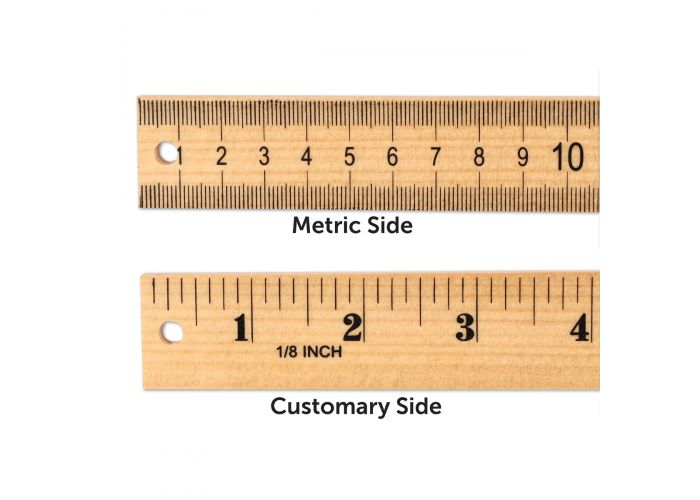 1 2 3 4 5 6 7 8 9 10
Metric Side
1 2 3 4
1/8 INCH
Customary Side